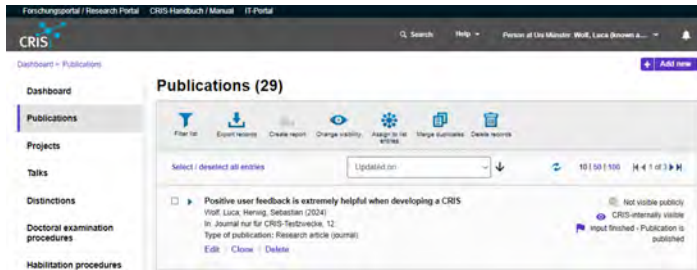 Forschungsportal / Research Portal CRIS-Handbuch / Manual IT-Portal
CRIS
Search Help Person at Uni Münster: Wolf, Luca (known a...
Dashboard > Publications
+ Add new
Dashboard
Publications
Projects
Talks
Distinctions
Doctoral examination
procedures
Habilitation procedures
Publications (29)
Filter list Export records Create report Change visibility Assign to list entries Merge duplicates Delete records
Select / deselect all entries Updated on 10 | 50 | 100 1 of 3
Positive user feedback is extremely helpful when developing a CRIS
Wolf, Luca; Herwig, Sebastian (2024)
In: Journal nur für CRIS-Testzwecke, 12
Type of publication: Research article (journal)
Edit Clone Delete
Not visible publicly
CRIS-internally visible
Input finished - Publication is
published